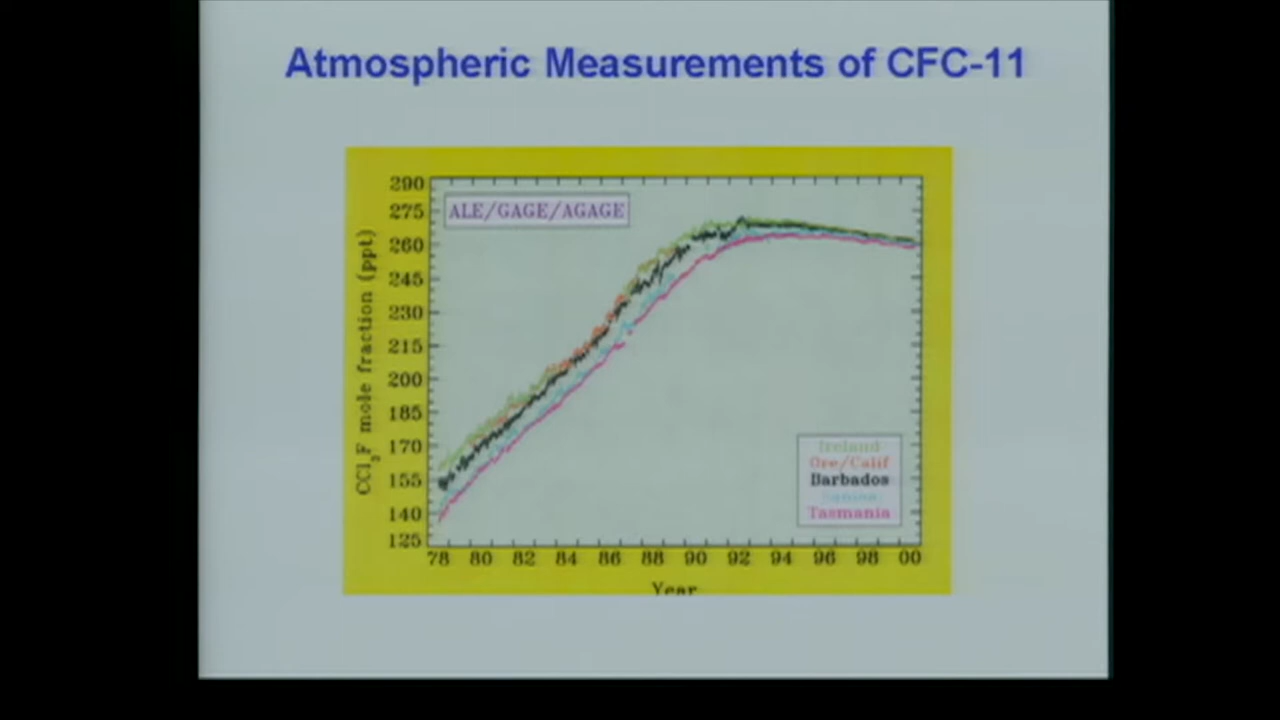 Atmospheric Measurements of CFC-11
ALE/GAGE/AGAGE
290
275
260
245
230
215
200
185
170
155
140
125
CCl3F mole fraction (ppt)
Ireland
Ore/Calif
Barbados
Tasmania
78 80 82 84 86 88 90 92 94 96 98 00
Year